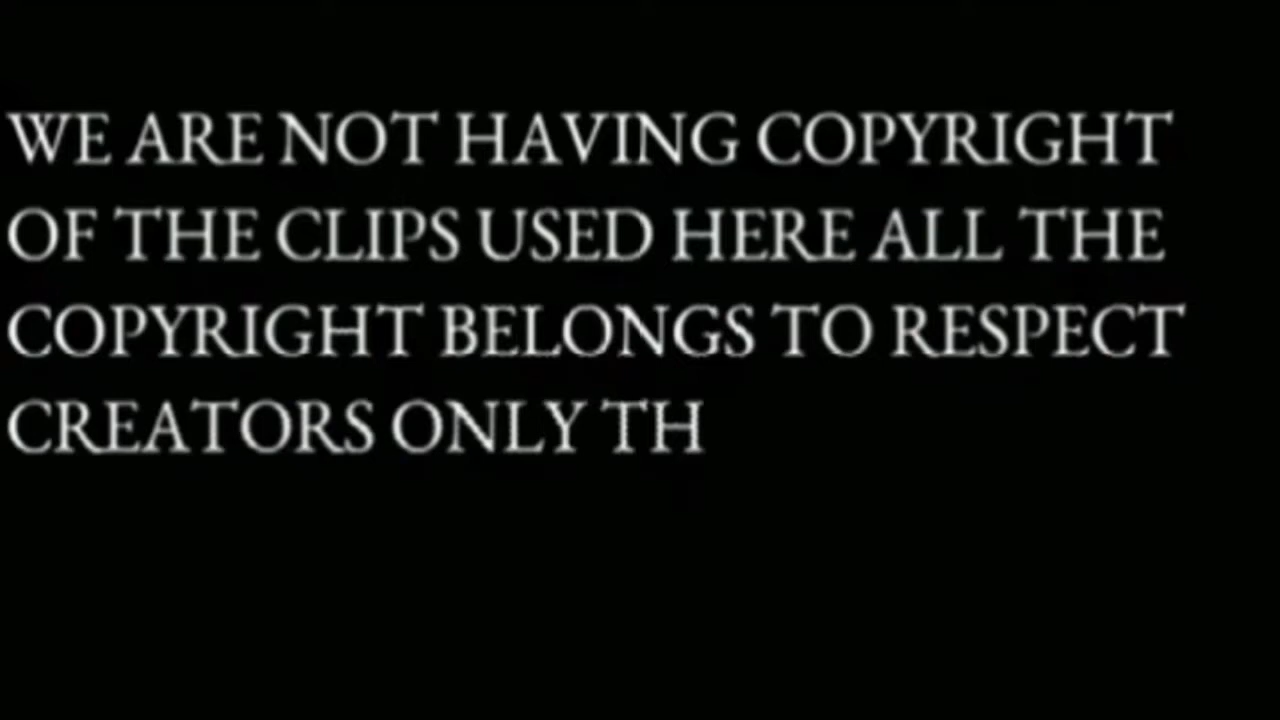 WE ARE NOT HAVING COPYRIGHT
OF THE CLIPS USED HERE ALL THE
COPYRIGHT BELONGS TO RESPECT
CREATORS ONLY TH